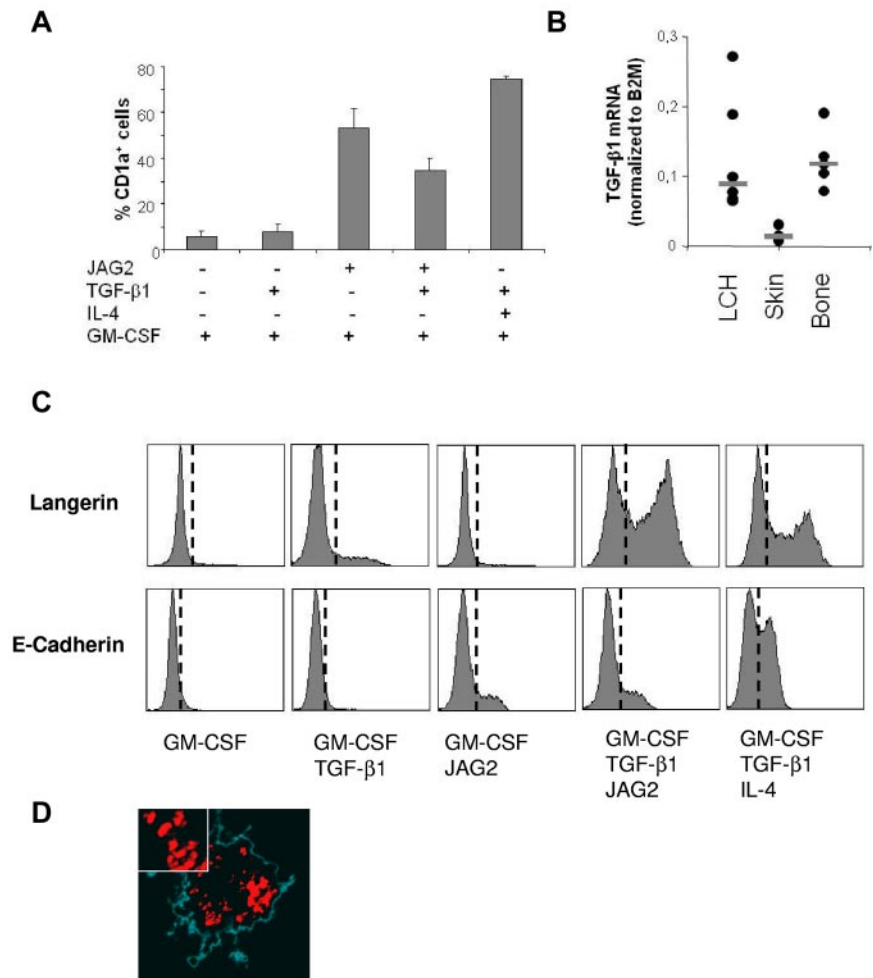 A
80
60
40
20
0
% CD1a⁺ cells
JAG2 - - + + -
TGF-β1 - + - + +
IL-4 - - - - +
GM-CSF + + + + +
B
0,3
0,2
0,1
0
TGF-β1 mRNA
(normalized to B2M)
LCH
Skin
Bone
C
Langerin
E-Cadherin
GM-CSF
GM-CSF
TGF-β1
GM-CSF
JAG2
GM-CSF
TGF-β1
JAG2
GM-CSF
TGF-β1
IL-4
D